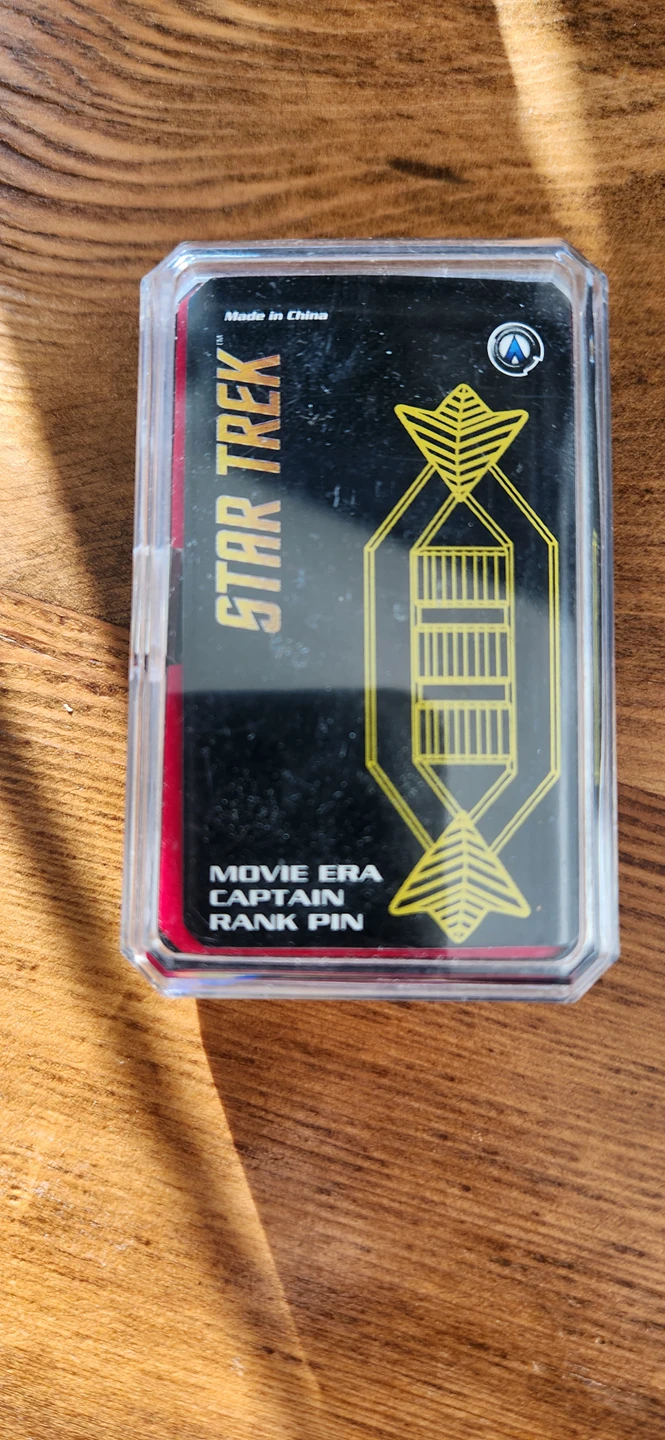 Made in China
STAR TREK™
MOVIE ERA
CAPTAIN
RANK PIN